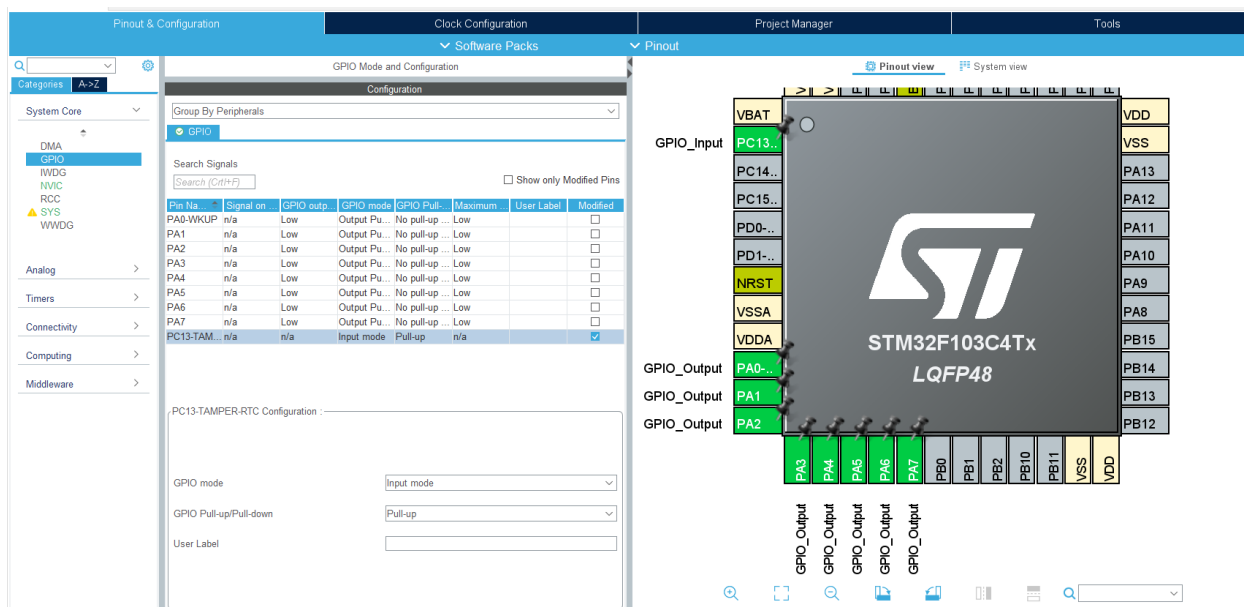 Pinout & Configuration
Clock Configuration
Project Manager
Tools
Software Packs
Pinout
Categories
A->Z
System Core
DMA
GPIO
IWDG
NVIC
RCC
SYS
WWDG
Analog
Timers
Connectivity
Computing
Middleware
GPIO Mode and Configuration
Configuration
Group By Peripherals
GPIO
Search Signals
Search (Crtl+F)
Show only Modified Pins
Pin Na... Signal on ... GPIO outp... GPIO mode GPIO Pull-... Maximum ... User Label Modified
PA0-WKUP n/a Low Output Pu... No pull-up ... Low
PA1 n/a Low Output Pu... No pull-up ... Low
PA2 n/a Low Output Pu... No pull-up ... Low
PA3 n/a Low Output Pu... No pull-up ... Low
PA4 n/a Low Output Pu... No pull-up ... Low
PA5 n/a Low Output Pu... No pull-up ... Low
PA6 n/a Low Output Pu... No pull-up ... Low
PA7 n/a Low Output Pu... No pull-up ... Low
PC13-TAM... n/a n/a Input mode Pull-up n/a
PC13-TAMPER-RTC Configuration :
GPIO mode
Input mode
GPIO Pull-up/Pull-down
Pull-up
User Label
Pinout view
System view
VBAT
GPIO_Input PC13..
PC14..
PC15..
PD0-..
PD1-..
NRST
VSSA
VDDA
GPIO_Output PA0-..
GPIO_Output PA1
GPIO_Output PA2
STM32F103C4Tx
LQFP48
VDD
VSS
PA13
PA12
PA11
PA10
PA9
PA8
PB15
PB14
PB13
PB12
PA3
PA4
PA5
PA6
PA7
PB0
PB1
PB2
PB10
PB11
VSS
VDD
GPIO_Output
GPIO_Output
GPIO_Output
GPIO_Output
GPIO_Output